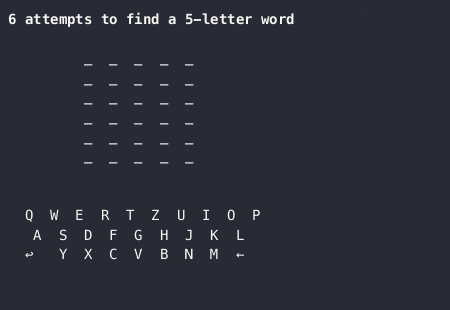 6 attempts to find a 5-letter word
_ _ _ _ _
_ _ _ _ _
_ _ _ _ _
_ _ _ _ _
_ _ _ _ _
_ _ _ _ _
Q W E R T Z U I O P
A S D F G H J K L
↩ Y X C V B N M ←